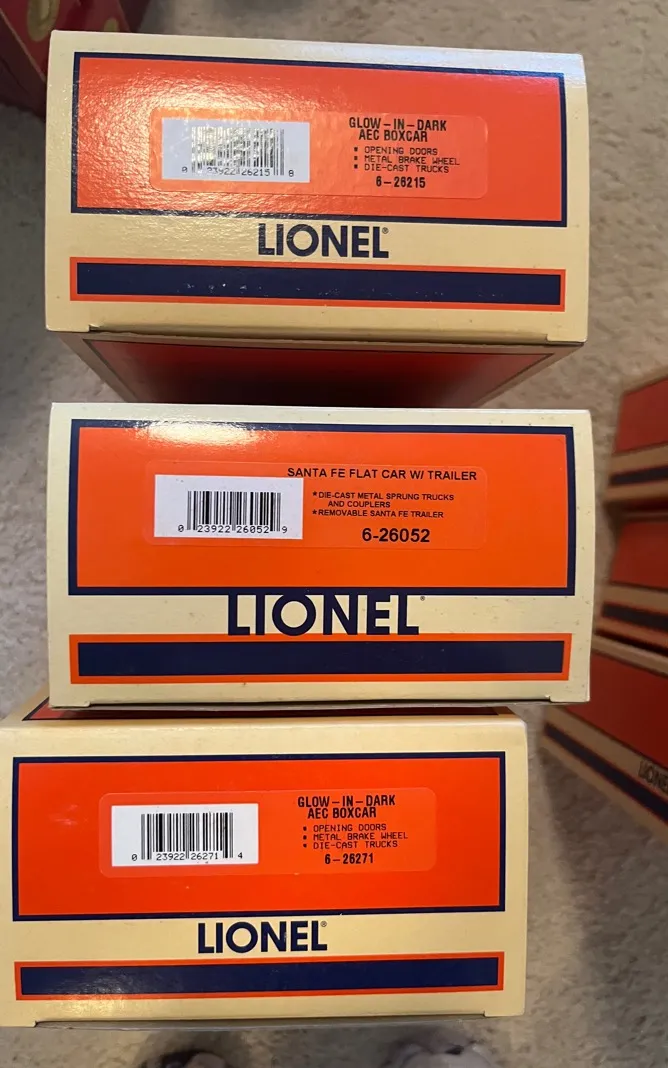 GLOW-IN-DARK
AEC BOXCAR
▪ OPENING DOORS
▪ METAL BRAKE WHEEL
▪ DIE-CAST TRUCKS
6-26215
0 23922 26215 8
LIONEL®
SANTA FE FLAT CAR W/ TRAILER
*DIE-CAST METAL SPRUNG TRUCKS
AND COUPLERS
*REMOVABLE SANTA FE TRAILER
6-26052
0 23922 26052 9
LIONEL®
GLOW-IN-DARK
AEC BOXCAR
▪ OPENING DOORS
▪ METAL BRAKE WHEEL
▪ DIE-CAST TRUCKS
6-26271
0 23922 26271 4
LIONEL®
LIONEL